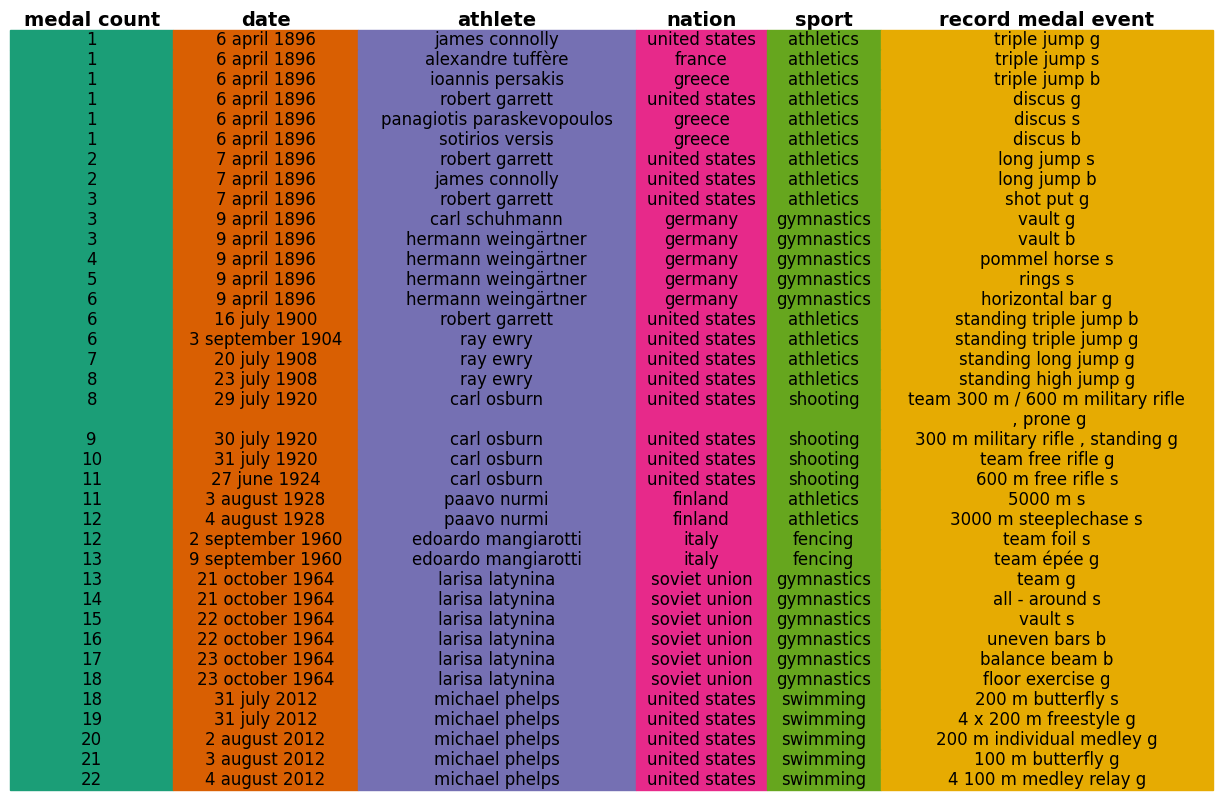 medal count date athlete nation sport record medal event
1 6 april 1896 james connolly united states athletics triple jump g
1 6 april 1896 alexandre tuffère france athletics triple jump s
1 6 april 1896 ioannis persakis greece athletics triple jump b
1 6 april 1896 robert garrett united states athletics discus g
1 6 april 1896 panagiotis paraskevopoulos greece athletics discus s
1 6 april 1896 sotirios versis greece athletics discus b
2 7 april 1896 robert garrett united states athletics long jump s
2 7 april 1896 james connolly united states athletics long jump b
3 7 april 1896 robert garrett united states athletics shot put g
3 9 april 1896 carl schuhmann germany gymnastics vault g
3 9 april 1896 hermann weingärtner germany gymnastics vault b
4 9 april 1896 hermann weingärtner germany gymnastics pommel horse s
5 9 april 1896 hermann weingärtner germany gymnastics rings s
6 9 april 1896 hermann weingärtner germany gymnastics horizontal bar g
6 16 july 1900 robert garrett united states athletics standing triple jump b
6 3 september 1904 ray ewry united states athletics standing triple jump g
7 20 july 1908 ray ewry united states athletics standing long jump g
8 23 july 1908 ray ewry united states athletics standing high jump g
8 29 july 1920 carl osburn united states shooting team 300 m / 600 m military rifle
, prone g
9 30 july 1920 carl osburn united states shooting 300 m military rifle , standing g
10 31 july 1920 carl osburn united states shooting team free rifle g
11 27 june 1924 carl osburn united states shooting 600 m free rifle s
11 3 august 1928 paavo nurmi finland athletics 5000 m s
12 4 august 1928 paavo nurmi finland athletics 3000 m steeplechase s
12 2 september 1960 edoardo mangiarotti italy fencing team foil s
13 9 september 1960 edoardo mangiarotti italy fencing team épée g
13 21 october 1964 larisa latynina soviet union gymnastics team g
14 21 october 1964 larisa latynina soviet union gymnastics all - around s
15 22 october 1964 larisa latynina soviet union gymnastics vault s
16 22 october 1964 larisa latynina soviet union gymnastics uneven bars b
17 23 october 1964 larisa latynina soviet union gymnastics balance beam b
18 23 october 1964 larisa latynina soviet union gymnastics floor exercise g
18 31 july 2012 michael phelps united states swimming 200 m butterfly s
19 31 july 2012 michael phelps united states swimming 4 x 200 m freestyle g
20 2 august 2012 michael phelps united states swimming 200 m individual medley g
21 3 august 2012 michael phelps united states swimming 100 m butterfly g
22 4 august 2012 michael phelps united states swimming 4 100 m medley relay g